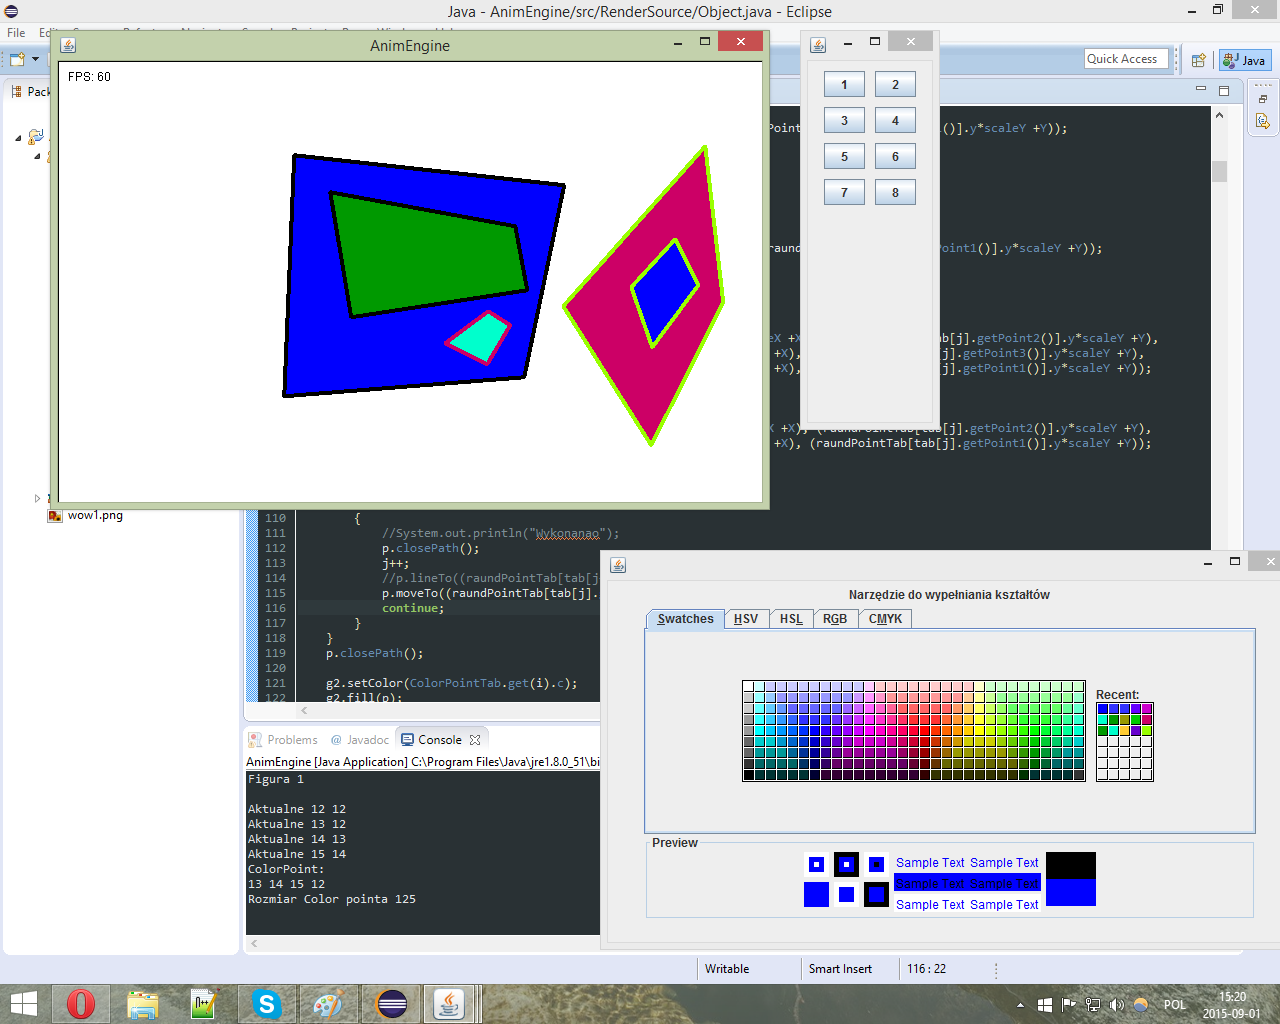 Java - AnimEngine/src/RenderSource/Object.java - Eclipse
File
AnimEngine
FPS: 60
Quick Access
Java
1 2
3 4
5 6
7 8
().y*scaleY +Y));
Point1()].y*scaleY +Y));
eX +X
tab[j].getPoint2()].y*scaleY +Y),
+X),
[j].getPoint3()].y*scaleY +Y),
+X),
[j].getPoint1()].y*scaleY +Y));
+X), (raundPointTab[tab[j].getPoint2()].y*scaleY +Y),
+X), (raundPointTab[tab[j].getPoint1()].y*scaleY +Y));
wow1.png
110 {
111 //System.out.println("Wykonanao");
112 p.closePath();
113 j++;
114 //p.lineTo((raundPointTab[tab[j
115 p.moveTo((raundPointTab[tab[j].
116 continue;
117 }
118 }
119 p.closePath();
120
121 g2.setColor(ColorPointTab.get(i).c);
122 g2.fill(p);
Problems @ Javadoc Console
AnimEngine [Java Application] C:\Program Files\Java\jre1.8.0_51\bi
Figura 1
Aktualne 12 12
Aktualne 13 12
Aktualne 14 13
Aktualne 15 14
ColorPoint:
13 14 15 12
Rozmiar Color pointa 125
Narzędzie do wypełniania kształtów
Swatches HSV HSL RGB CMYK
Recent:
Preview
Sample Text Sample Text
Sample Text Sample Text
Sample Text Sample Text
Writable Smart Insert 116 : 22
POL
15:20
2015-09-01